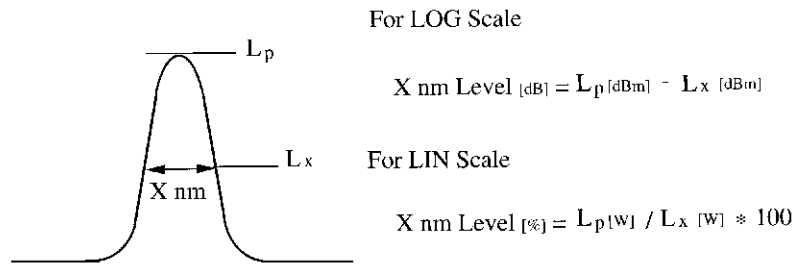 For LOG Scale
Lp
X nm Level [dB] = Lp [dBm] - Lx [dBm]
Lx
For LIN Scale
X nm
X nm Level [%] = Lp [W] / Lx [W] * 100